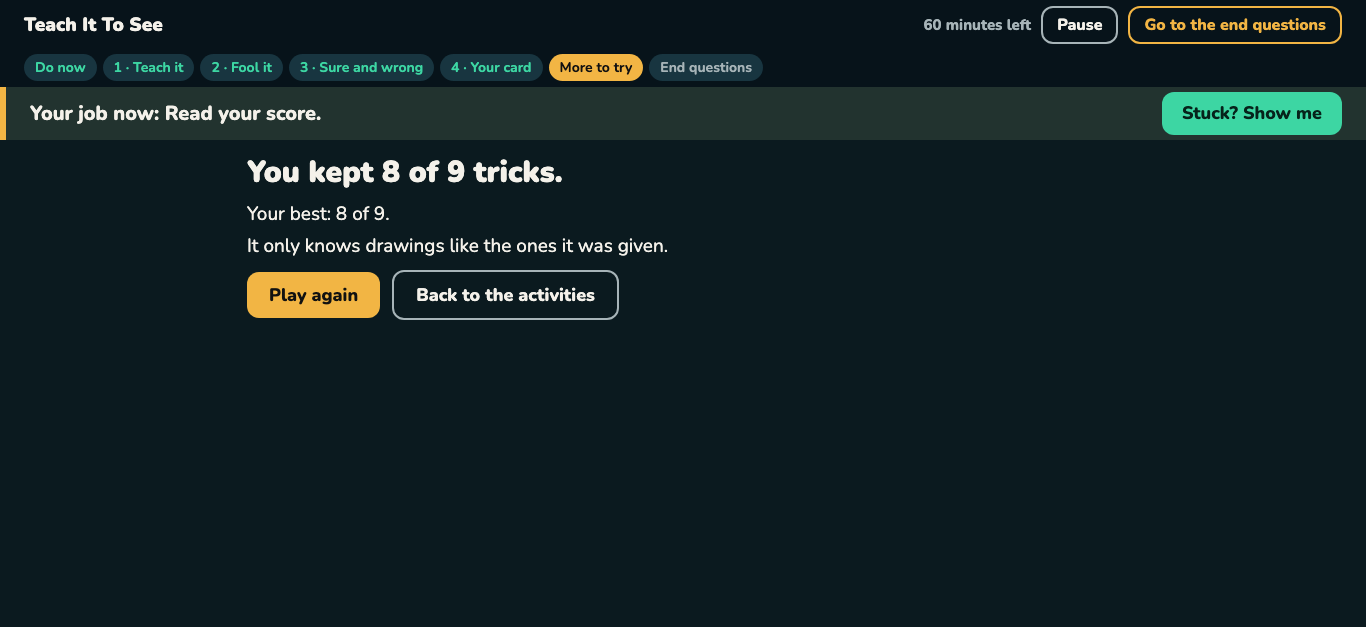 Teach It To See
60 minutes left
Pause
Go to the end questions
Do now
1 · Teach it
2 · Fool it
3 · Sure and wrong
4 · Your card
More to try
End questions
Your job now: Read your score.
Stuck? Show me
You kept 8 of 9 tricks.
Your best: 8 of 9.
It only knows drawings like the ones it was given.
Play again
Back to the activities